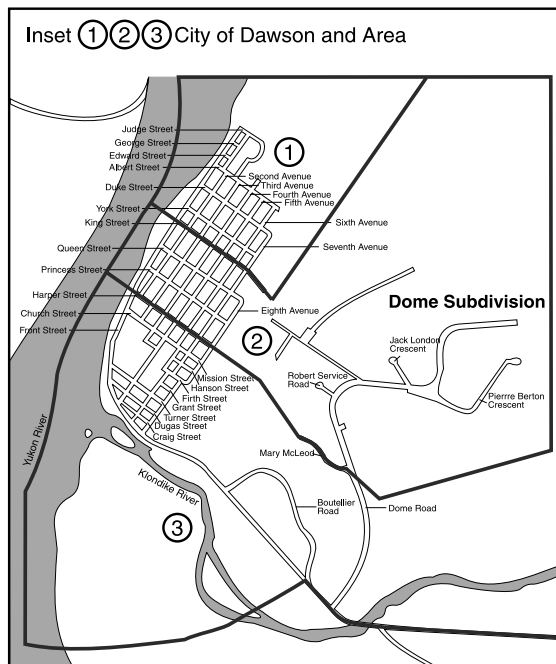 Inset 1 2 3 City of Dawson and Area
Judge Street
George Street
1
Edward Street
Albert Street
Second Avenue
Third Avenue
Duke Street
Fourth Avenue
Fifth Avenue
York Street
King Street
Sixth Avenue
Queen Street
Seventh Avenue
Princess Street
Harper Street
Dome Subdivision
Church Street
Eighth Avenue
Front Street
2
Jack London
Crescent
Robert Service
Road
Mission Street
Hanson Street
Pierrre Berton
Crescent
Firth Street
Grant Street
Turner Street
Dugas Street
Craig Street
Mary McLeod
Yukon River
Klondike River
Boutellier
Road
Dome Road
3